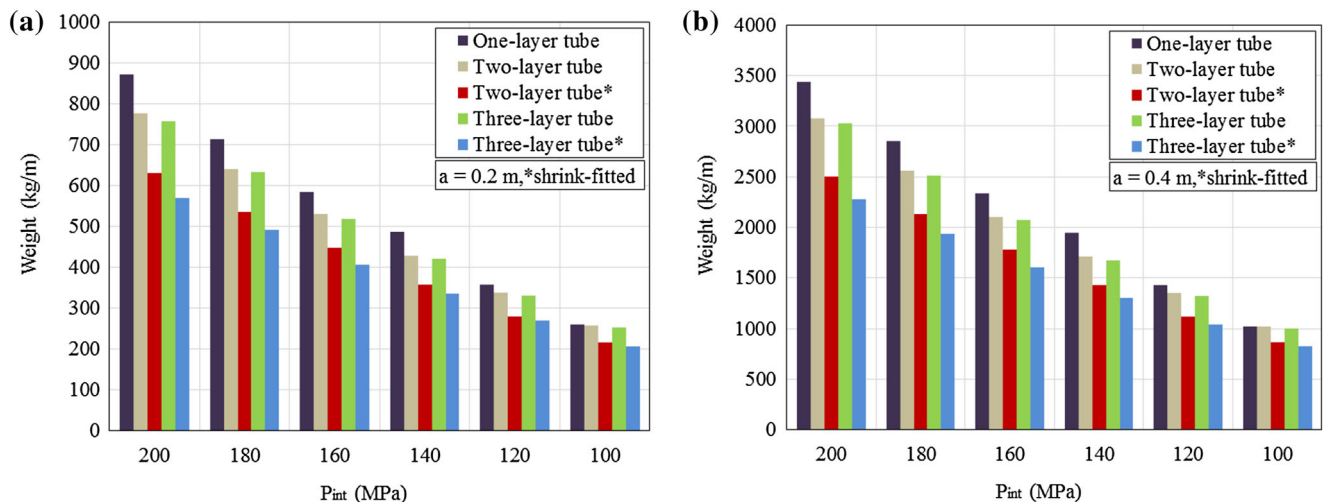 (a)
1000
900
800
700
600
500
400
300
200
100
0
Weight (kg/m)
One-layer tube
Two-layer tube
Two-layer tube*
Three-layer tube
Three-layer tube*
a = 0.2 m,*shrink-fitted
200 180 160 140 120 100
Pint (MPa)
(b)
4000
3500
3000
2500
2000
1500
1000
500
0
Weight (kg/m)
One-layer tube
Two-layer tube
Two-layer tube*
Three-layer tube
Three-layer tube*
a = 0.4 m,*shrink-fitted
200 180 160 140 120 100
Pint (MPa)